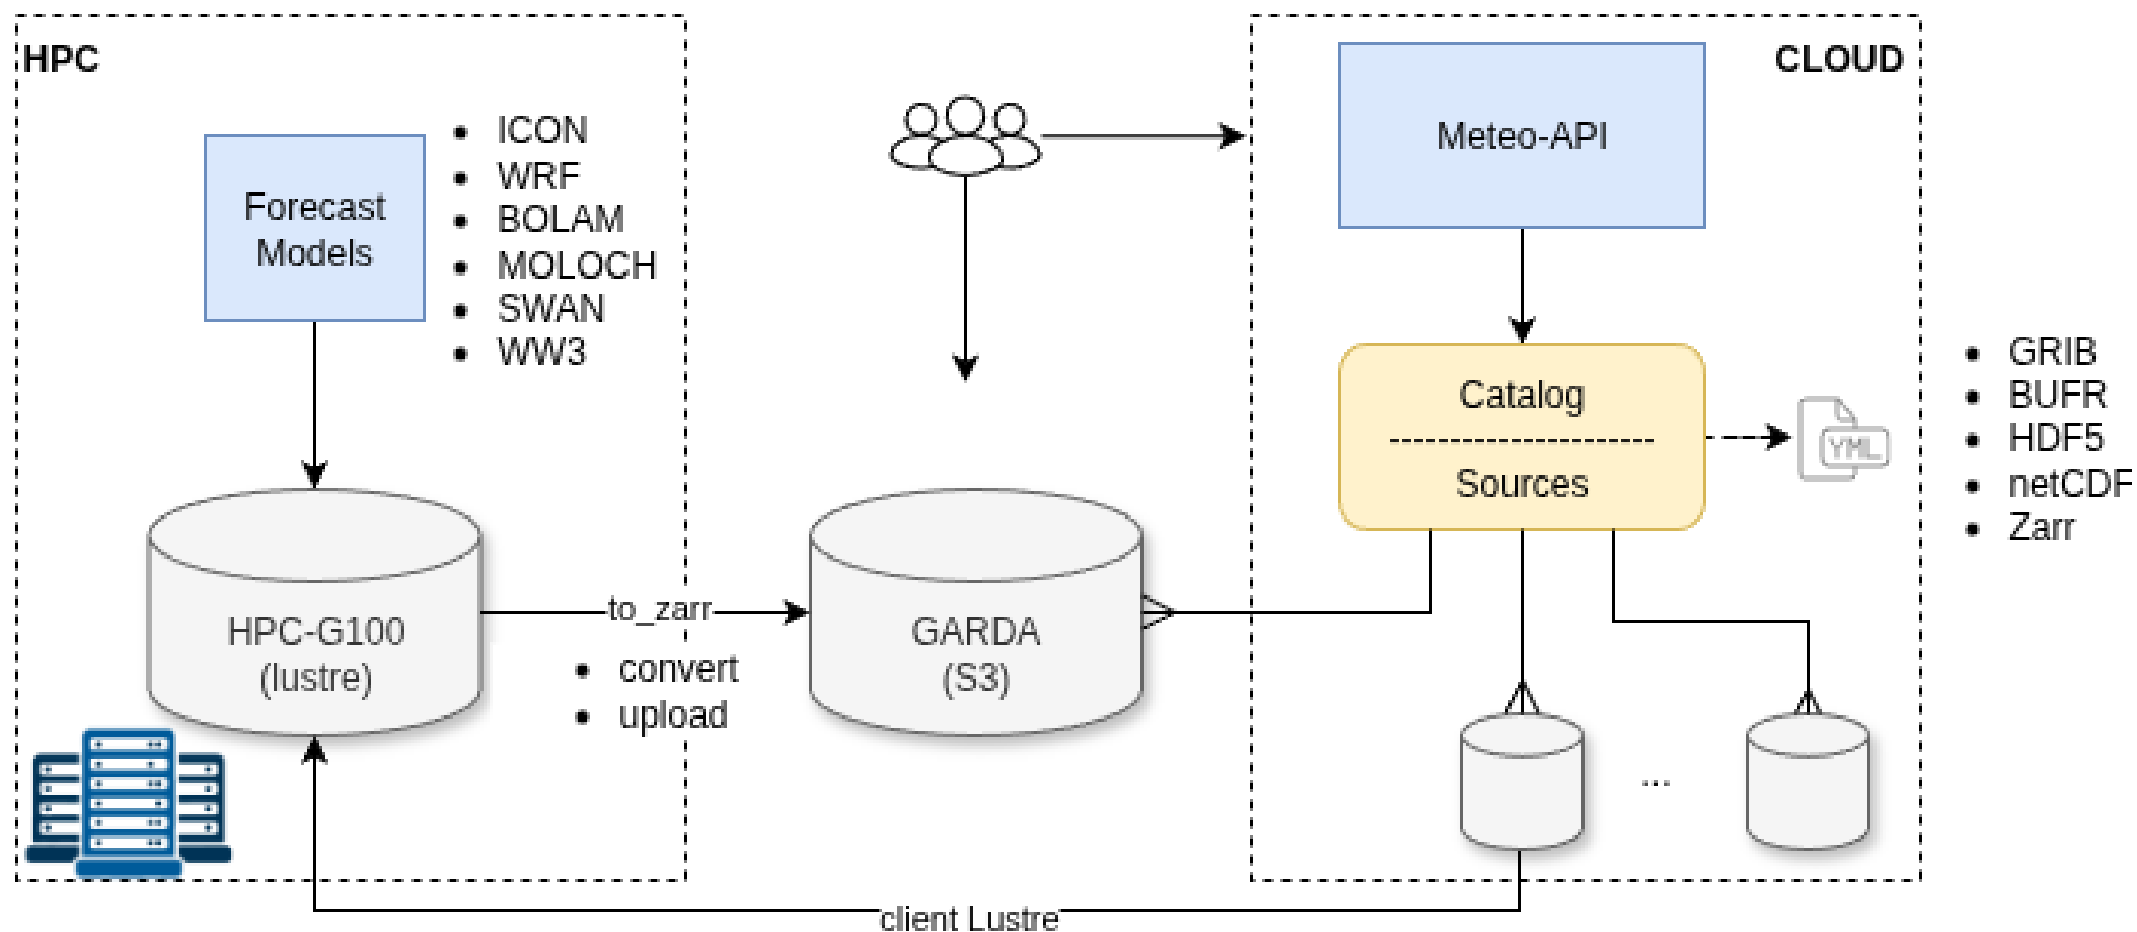 HPC
Forecast
Models
ICON
WRF
BOLAM
MOLOCH
SWAN
WW3
HPC-G100
(lustre)
to_zarr
convert
upload
GARDA
(S3)
CLOUD
Meteo-API
Catalog
Sources
YML
...
GRIB
BUFR
HDF5
netCDF
Zarr
client Lustre